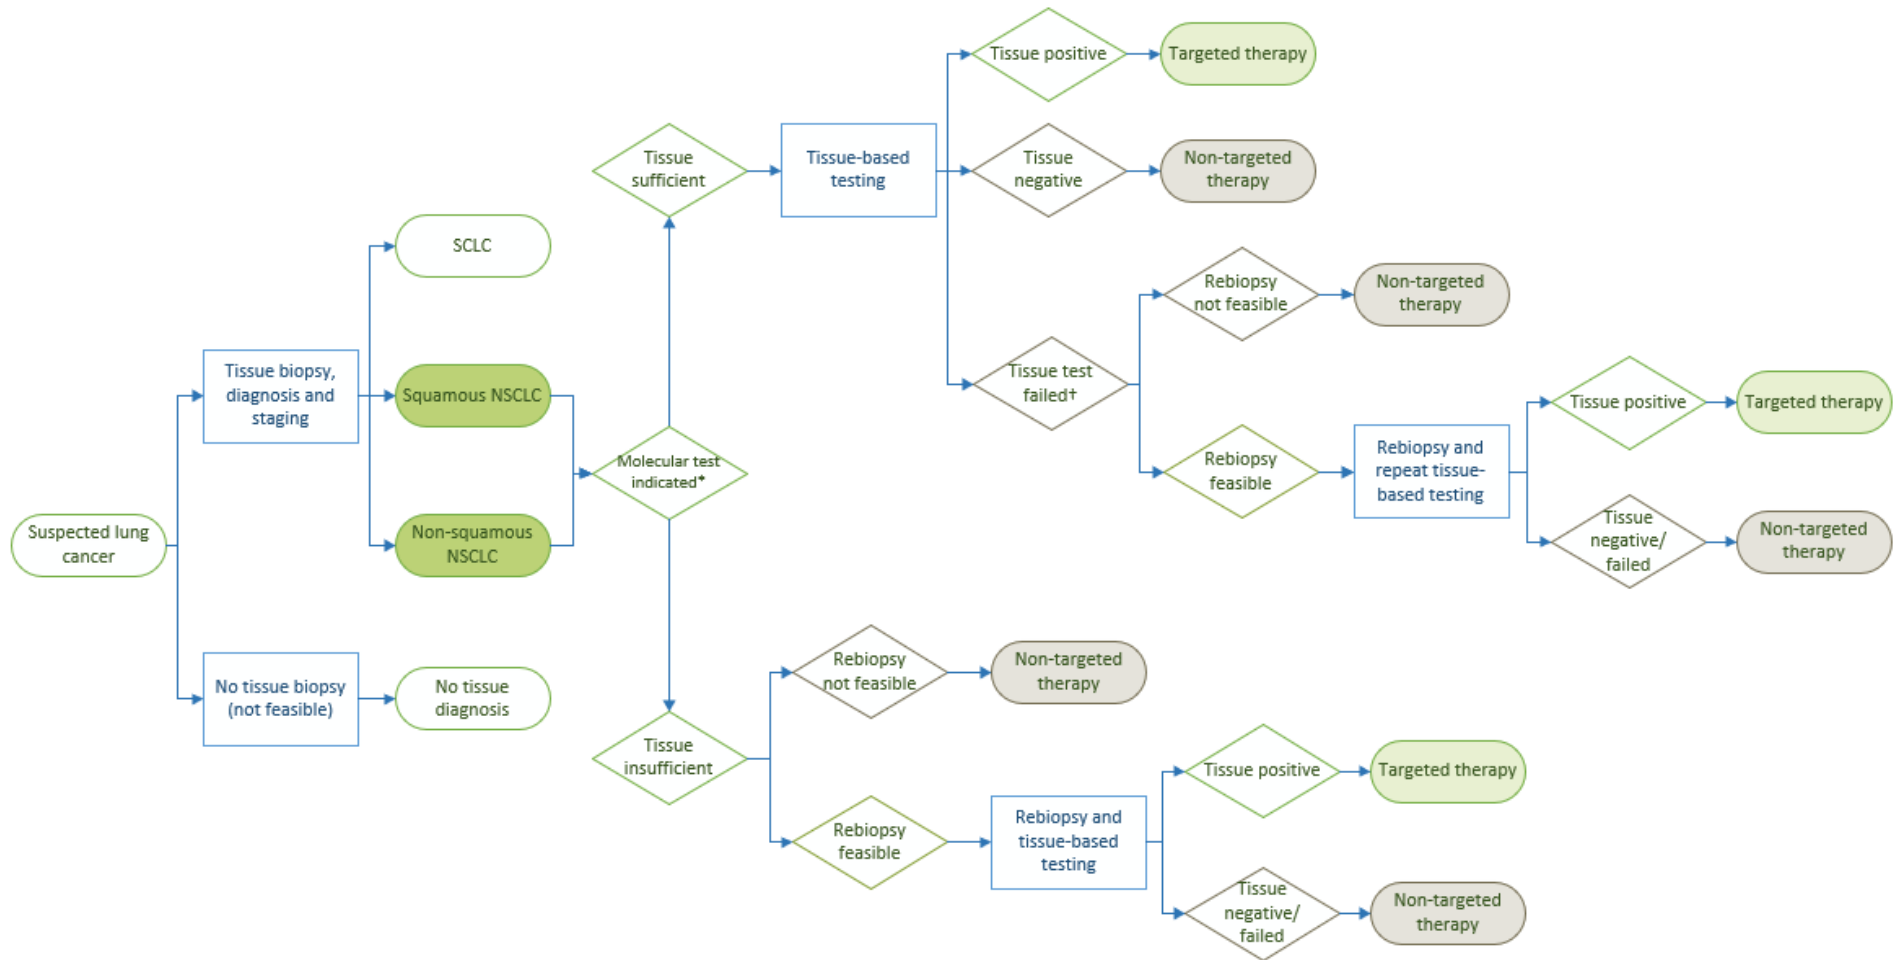 Suspected lung
cancer
Tissue biopsy,
diagnosis and
staging
No tissue biopsy
(not feasible)
SCLC
Squamous NSCLC
Non-squamous
NSCLC
No tissue
diagnosis
Molecular test
indicated*
Tissue
sufficient
Tissue-based
testing
Tissue positive
Targeted therapy
Tissue
negative
Non-targeted
therapy
Tissue test
failed†
Rebiopsy
not feasible
Non-targeted
therapy
Rebiopsy
feasible
Rebiopsy and
repeat tissue-
based testing
Tissue positive
Targeted therapy
Tissue
negative/
failed
Non-targeted
therapy
Tissue
insufficient
Rebiopsy
not feasible
Non-targeted
therapy
Rebiopsy
feasible
Rebiopsy and
tissue-based
testing
Tissue positive
Targeted therapy
Tissue
negative/
failed
Non-targeted
therapy